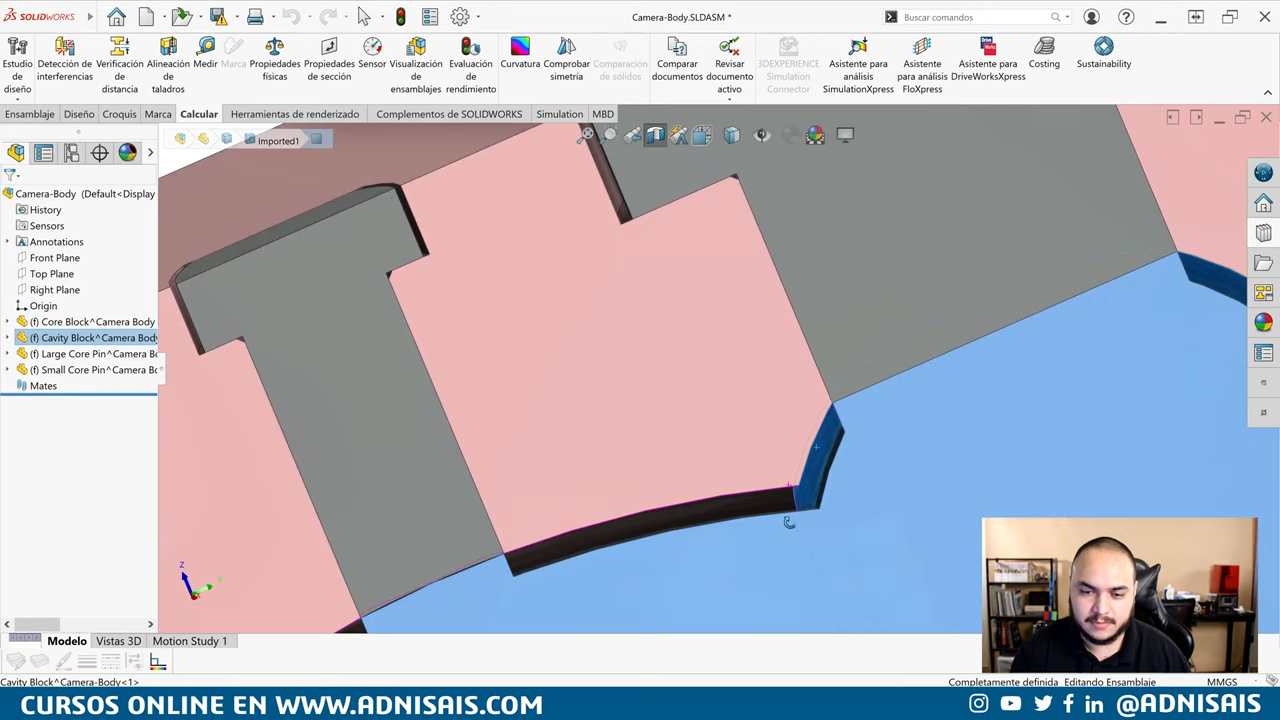 SOLIDWORKS
Camera-Body.SLDASM *
Buscar comandos
Estudio de diseño
Detección de interferencias
Verificación de distancia
Alineación de taladros
Medir
Marca
Propiedades físicas
Propiedades de sección
Sensor
Visualización de ensamblajes
Evaluación de rendimiento
Curvatura
Comprobar simetría
Comparación de sólidos
Comparar documentos
Revisar documento activo
3DEXPERIENCE Simulation Connector
Asistente para análisis SimulationXpress
Asistente para análisis FloXpress
Asistente para DriveWorksXpress
Costing
Sustainability
Ensamblaje
Diseño
Croquis
Marca
Calcular
Herramientas de renderizado
Complementos de SOLIDWORKS
Simulation
MBD
Imported1
Camera-Body (Default<Display
History
Sensors
Annotations
Front Plane
Top Plane
Right Plane
Origin
(f) Core Block^Camera Body
(f) Cavity Block^Camera Body
(f) Large Core Pin^Camera Bo
(f) Small Core Pin^Camera Bo
Mates
Z
Modelo
Vistas 3D
Motion Study 1
Cavity Block^Camera-Body<1>
Completamente definida
Editando Ensamblaje
MMGS
CURSOS ONLINE EN WWW.ADNISAIS.COM
@ADNISAIS